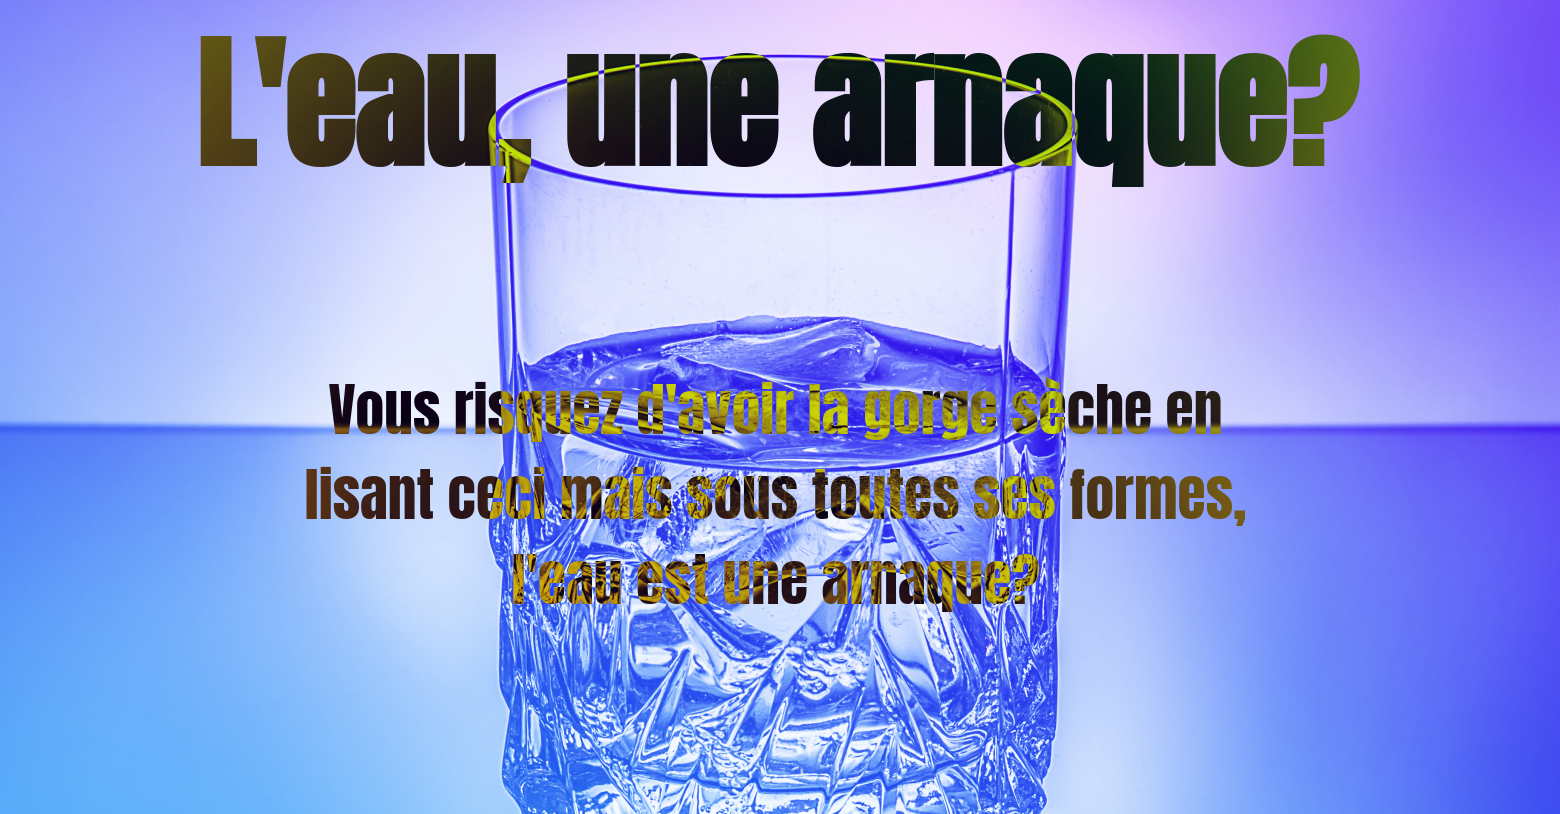 L'eau, une arnaque?
Vous risquez d'avoir la gorge sèche en
lisant ceci mais sous toutes ses formes,
l'eau est une arnaque?